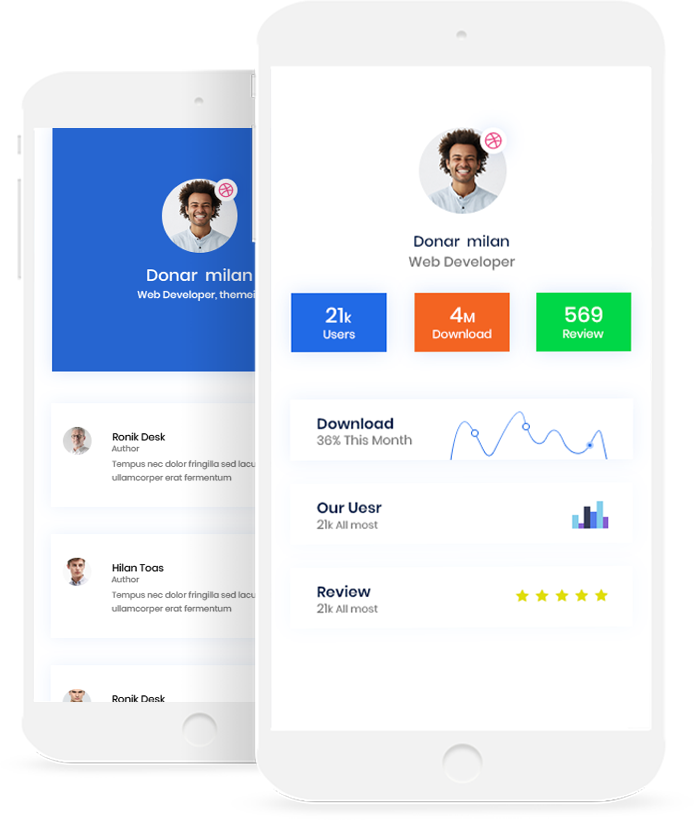 Donar milan
Web Developer, themei
Ronik Desk
Author
Tempus nec dolor fringilla sed lacu
ullamcorper erat fermentum
Hilan Toas
Author
Tempus nec dolor fringilla sed lacu
ullamcorper erat fermentum
Ronik Desk
Donar milan
Web Developer
21k
Users
4M
Download
569
Review
Download
36% This Month
Our Uesr
21k All most
Review
21k All most